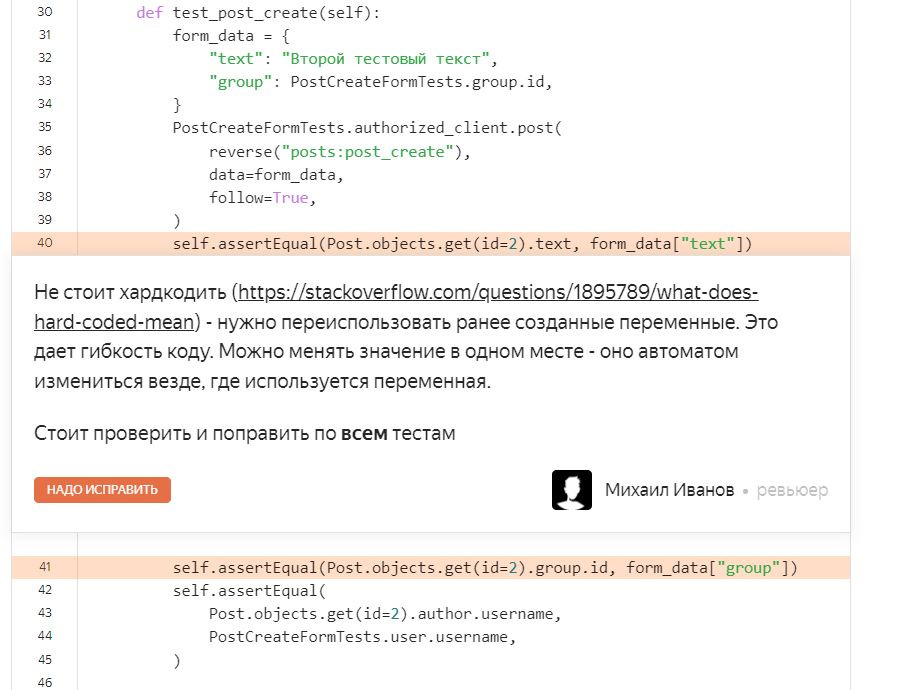 30 def test_post_create(self):
31 form_data = {
32 "text": "Второй тестовый текст",
33 "group": PostCreateFormTests.group.id,
34 }
35 PostCreateFormTests.authorized_client.post(
36 reverse("posts:post_create"),
37 data=form_data,
38 follow=True,
39 )
40 self.assertEqual(Post.objects.get(id=2).text, form_data["text"])
Не стоит хардкодить (https://stackoverflow.com/questions/1895789/what-does-
hard-coded-mean) - нужно переиспользовать ранее созданные переменные. Это
дает гибкость коду. Можно менять значение в одном месте - оно автоматом
измениться везде, где используется переменная.
Стоит проверить и поправить по всем тестам
НАДО ИСПРАВИТЬ Михаил Иванов • ревьюер
41 self.assertEqual(Post.objects.get(id=2).group.id, form_data["group"])
42 self.assertEqual(
43 Post.objects.get(id=2).author.username,
44 PostCreateFormTests.user.username,
45 )
46